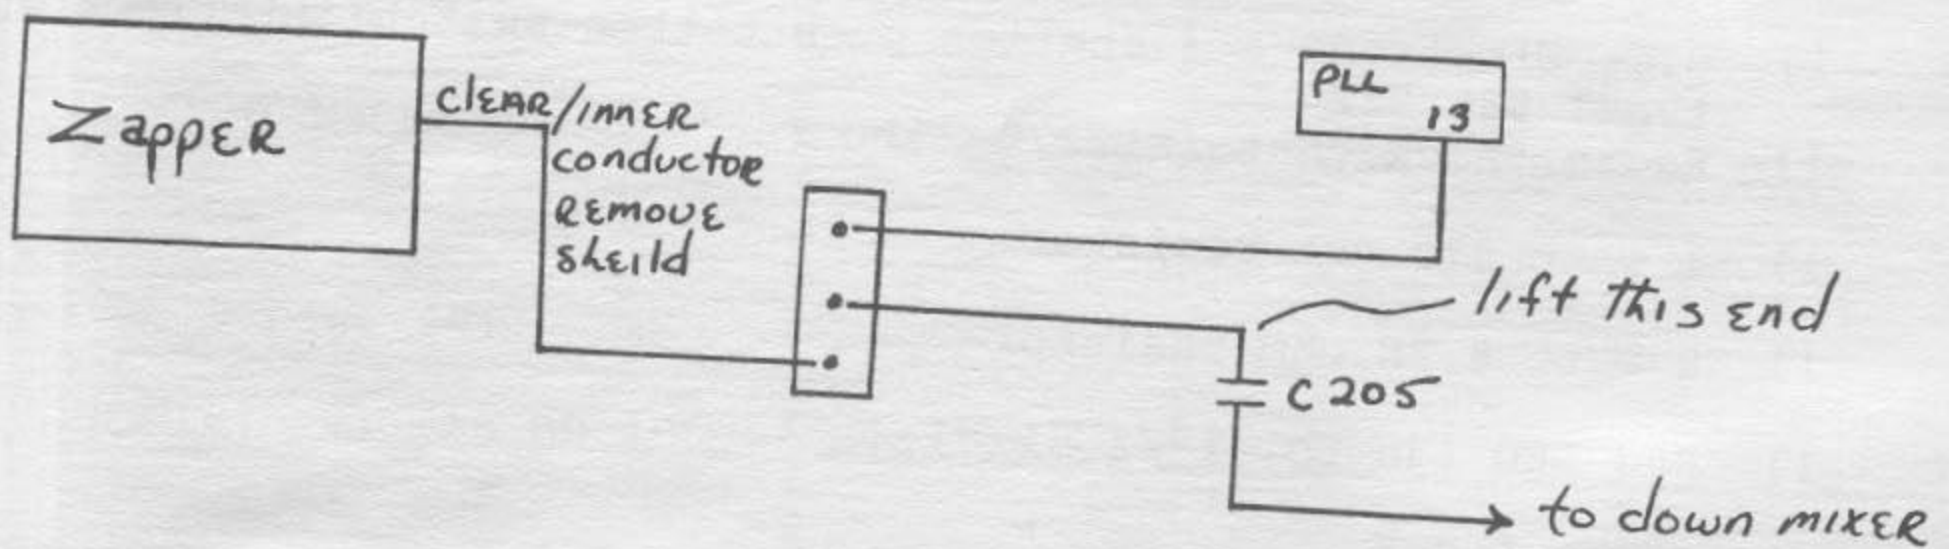 Zapper
clear/inner
conductor
remove
sheild
PLL
13
lift this end
C205
to down mixer